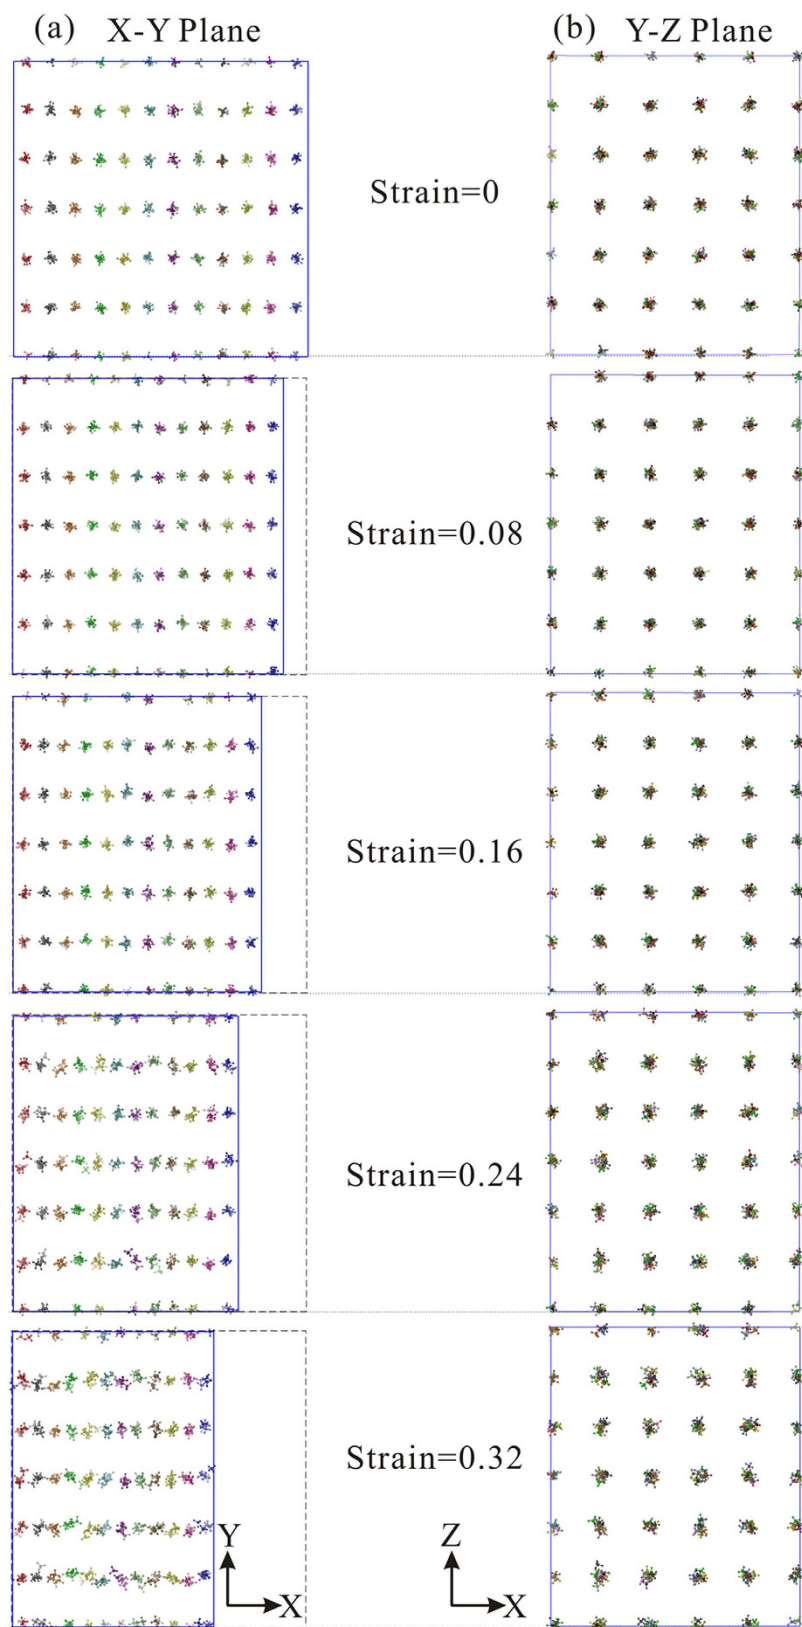 (a) X-Y Plane (b) Y-Z Plane
Strain=0
Strain=0.08
Strain=0.16
Strain=0.24
Strain=0.32
Y Z
X X